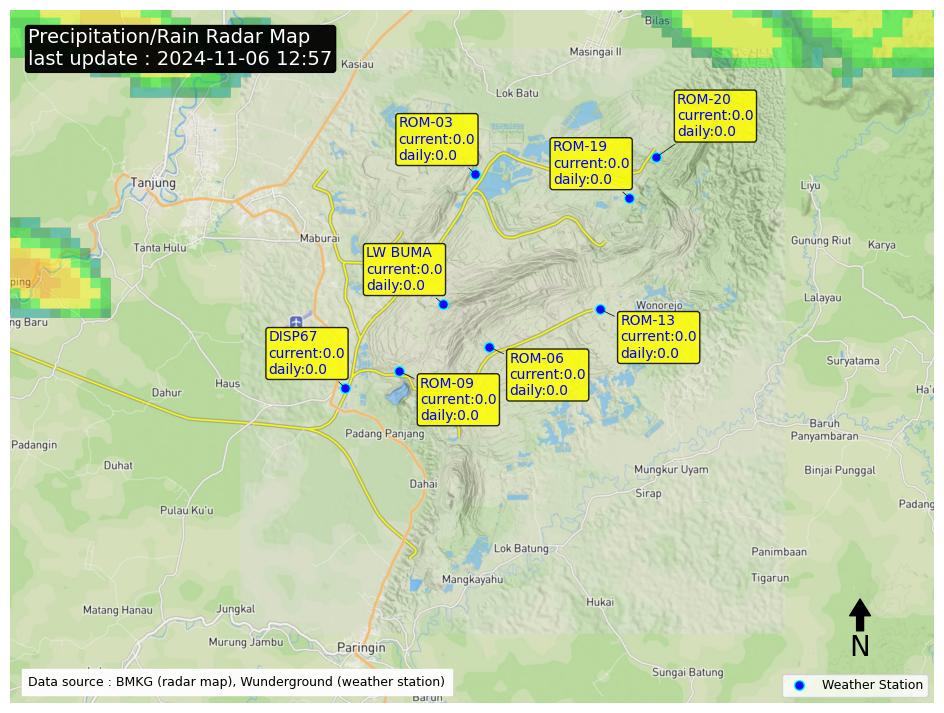 Bilas
Precipitation/Rain Radar Map
last update : 2024-11-06 12:57
Masingai II
Kasiau
Lok Batu
ROM-20
current:0.0
daily:0.0
ROM-03
current:0.0
daily:0.0
ROM-19
current:0.0
daily:0.0
Tanjung
Liyu
Maburai
Tanta Hulu
Gunung Riut
Karya
LW BUMA
current:0.0
daily:0.0
ping
Lalayau
Wonorejo
ng Baru
ROM-13
current:0.0
daily:0.0
DISP67
current:0.0
daily:0.0
ROM-06
current:0.0
daily:0.0
Suryatama
Haus
Dahur
ROM-09
current:0.0
daily:0.0
Ha'o
Baruh
Panyambaran
Padang Panjang
Padangin
Duhat
Mungkur Uyam
Binjai Punggal
Dahai
Sirap
Padang
Pulau Ku'u
Lok Batung
Panimbaan
Mangkayahu
Tigarun
Hukai
Matang Hanau
Jungkal
Murung Jambu
Paringin
N
Sungai Batung
Data source : BMKG (radar map), Wunderground (weather station)
Weather Station
Barun